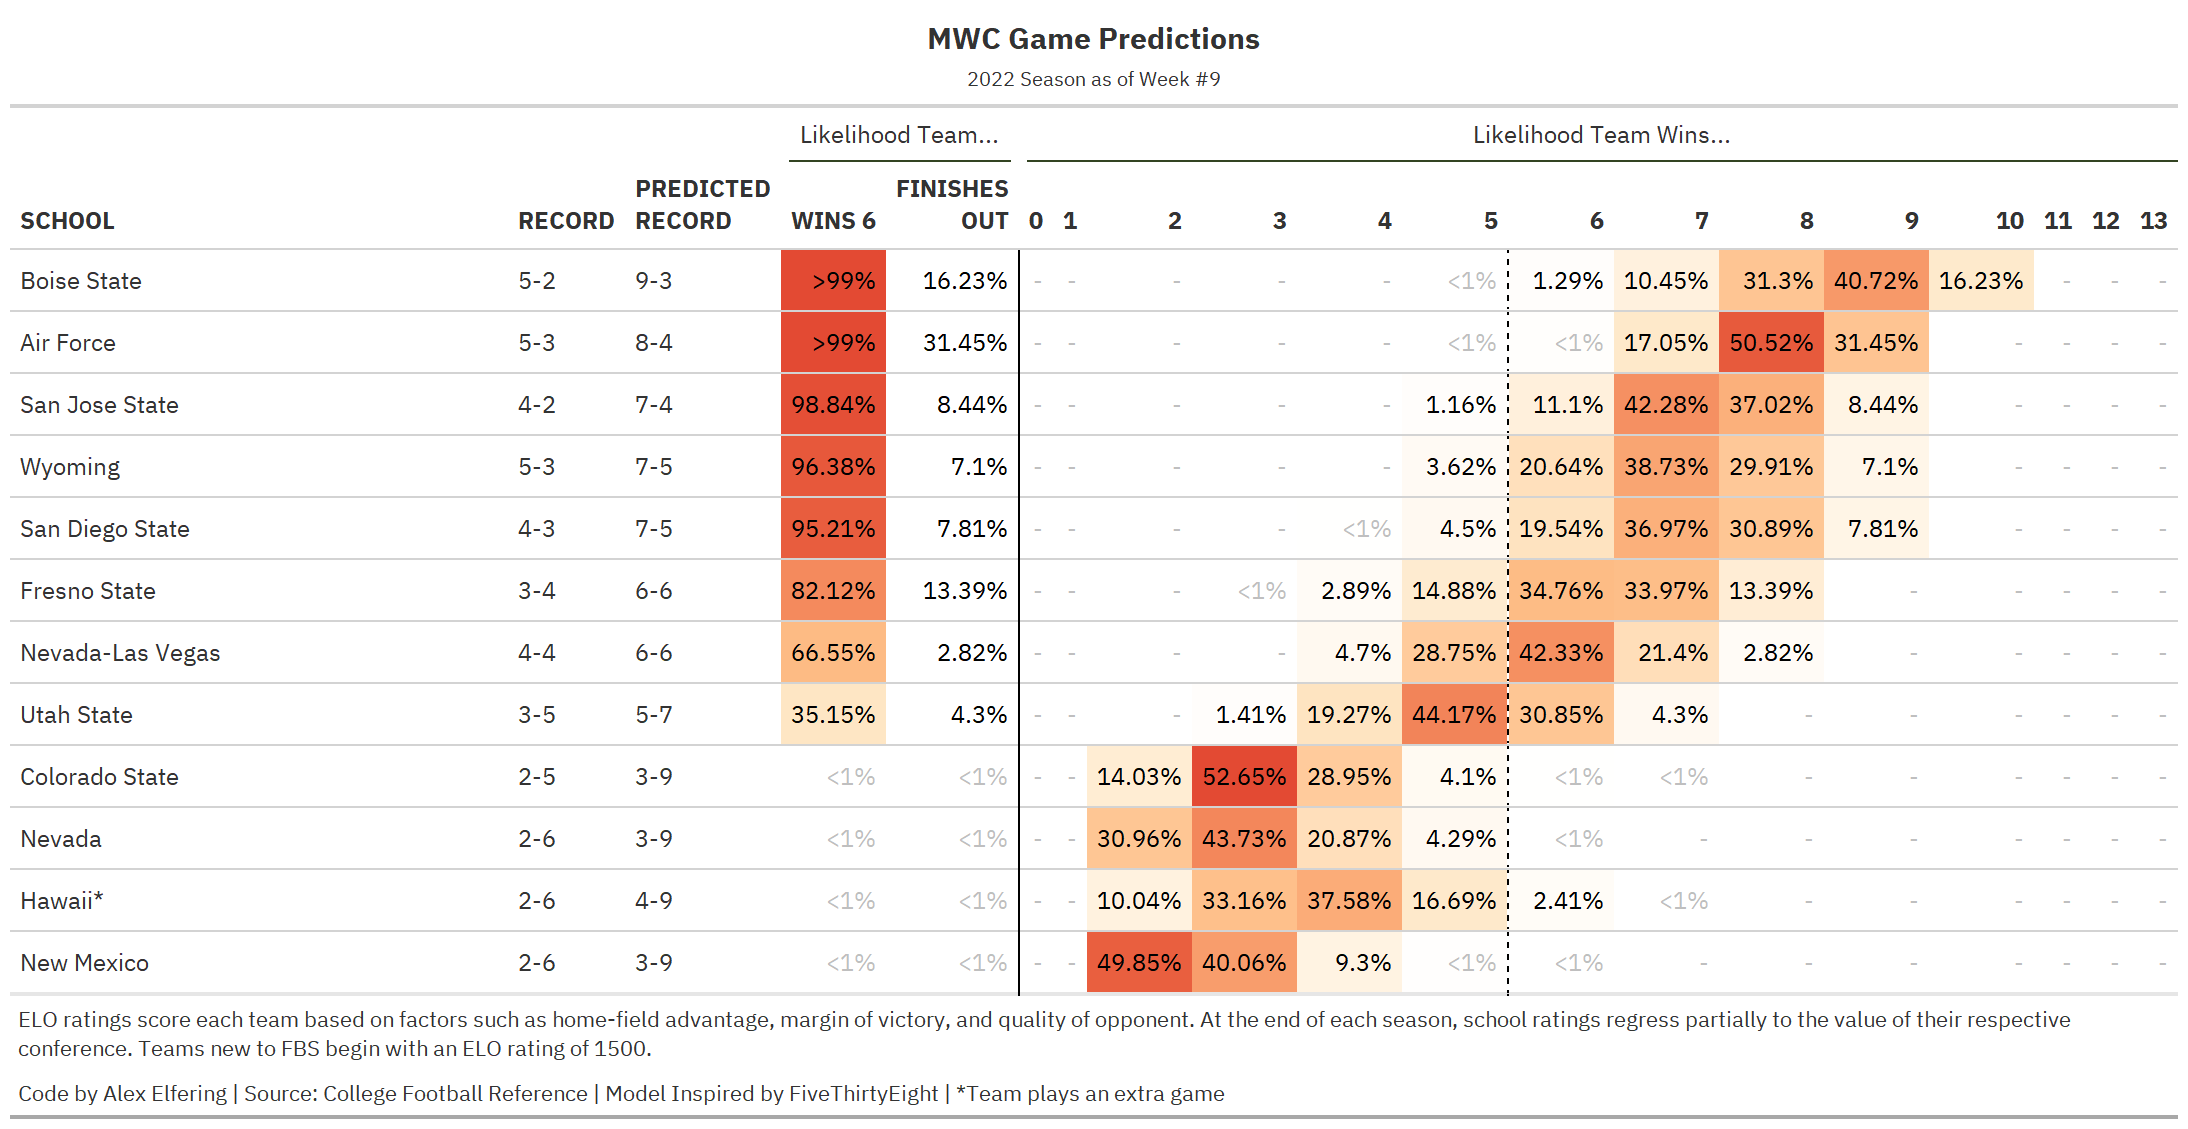 MWC Game Predictions
2022 Season as of Week #9
Likelihood Team... Likelihood Team Wins...
SCHOOL RECORD PREDICTED RECORD WINS 6 FINISHES OUT 0 1 2 3 4 5 6 7 8 9 10 11 12 13
Boise State 5-2 9-3 >99% 16.23% - - - - - <1% 1.29% 10.45% 31.3% 40.72% 16.23% - - -
Air Force 5-3 8-4 >99% 31.45% - - - - - <1% <1% 17.05% 50.52% 31.45% - - - -
San Jose State 4-2 7-4 98.84% 8.44% - - - - - 1.16% 11.1% 42.28% 37.02% 8.44% - - - -
Wyoming 5-3 7-5 96.38% 7.1% - - - - - 3.62% 20.64% 38.73% 29.91% 7.1% - - - -
San Diego State 4-3 7-5 95.21% 7.81% - - - - <1% 4.5% 19.54% 36.97% 30.89% 7.81% - - - -
Fresno State 3-4 6-6 82.12% 13.39% - - - <1% 2.89% 14.88% 34.76% 33.97% 13.39% - - - - -
Nevada-Las Vegas 4-4 6-6 66.55% 2.82% - - - - 4.7% 28.75% 42.33% 21.4% 2.82% - - - - -
Utah State 3-5 5-7 35.15% 4.3% - - - 1.41% 19.27% 44.17% 30.85% 4.3% - - - - - -
Colorado State 2-5 3-9 <1% <1% - - 14.03% 52.65% 28.95% 4.1% <1% <1% - - - - - -
Nevada 2-6 3-9 <1% <1% - - 30.96% 43.73% 20.87% 4.29% <1% - - - - - - -
Hawaii* 2-6 4-9 <1% <1% - - 10.04% 33.16% 37.58% 16.69% 2.41% <1% - - - - - -
New Mexico 2-6 3-9 <1% <1% - - 49.85% 40.06% 9.3% <1% <1% - - - - - - -
ELO ratings score each team based on factors such as home-field advantage, margin of victory, and quality of opponent. At the end of each season, school ratings regress partially to the value of their respective
conference. Teams new to FBS begin with an ELO rating of 1500.
Code by Alex Elfering | Source: College Football Reference | Model Inspired by FiveThirtyEight | *Team plays an extra game